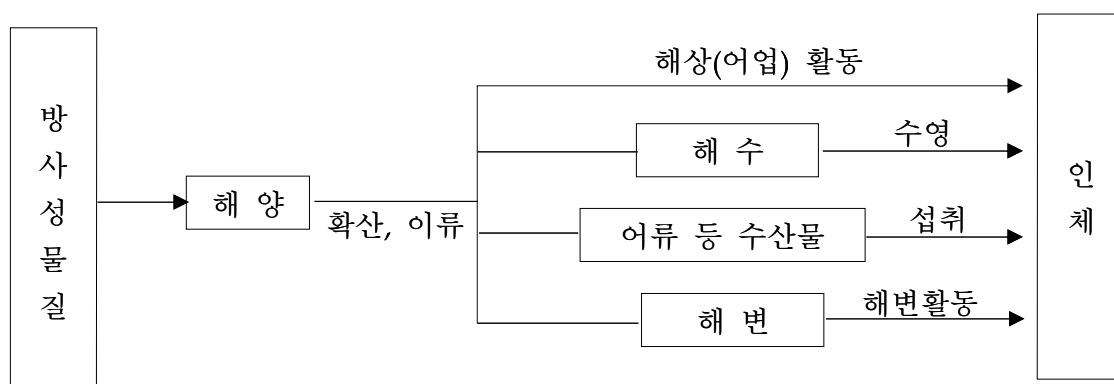 방사성물질
해 양
확산, 이류
해상(어업) 활동
해 수
수영
어류 등 수산물
섭취
해 변
해변활동
인체